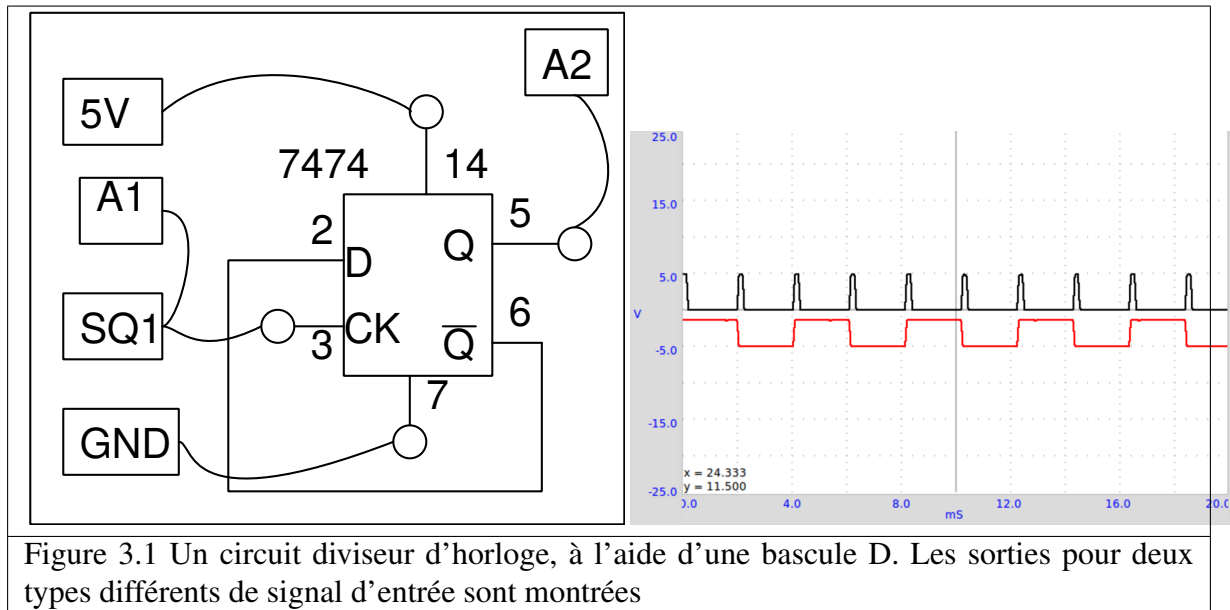 A2
5V
7474
14
A1
2
5
D
Q
SQ1
3
CK
Q
6
7
GND
25.0
15.0
5.0
V
-5.0
-15.0
-25.0
x = 24.333
y = 11.500
0.0 4.0 8.0 12.0 16.0 20.0
mS
Figure 3.1 Un circuit diviseur d'horloge, à l'aide d'une bascule D. Les sorties pour deux
types différents de signal d'entrée sont montrées